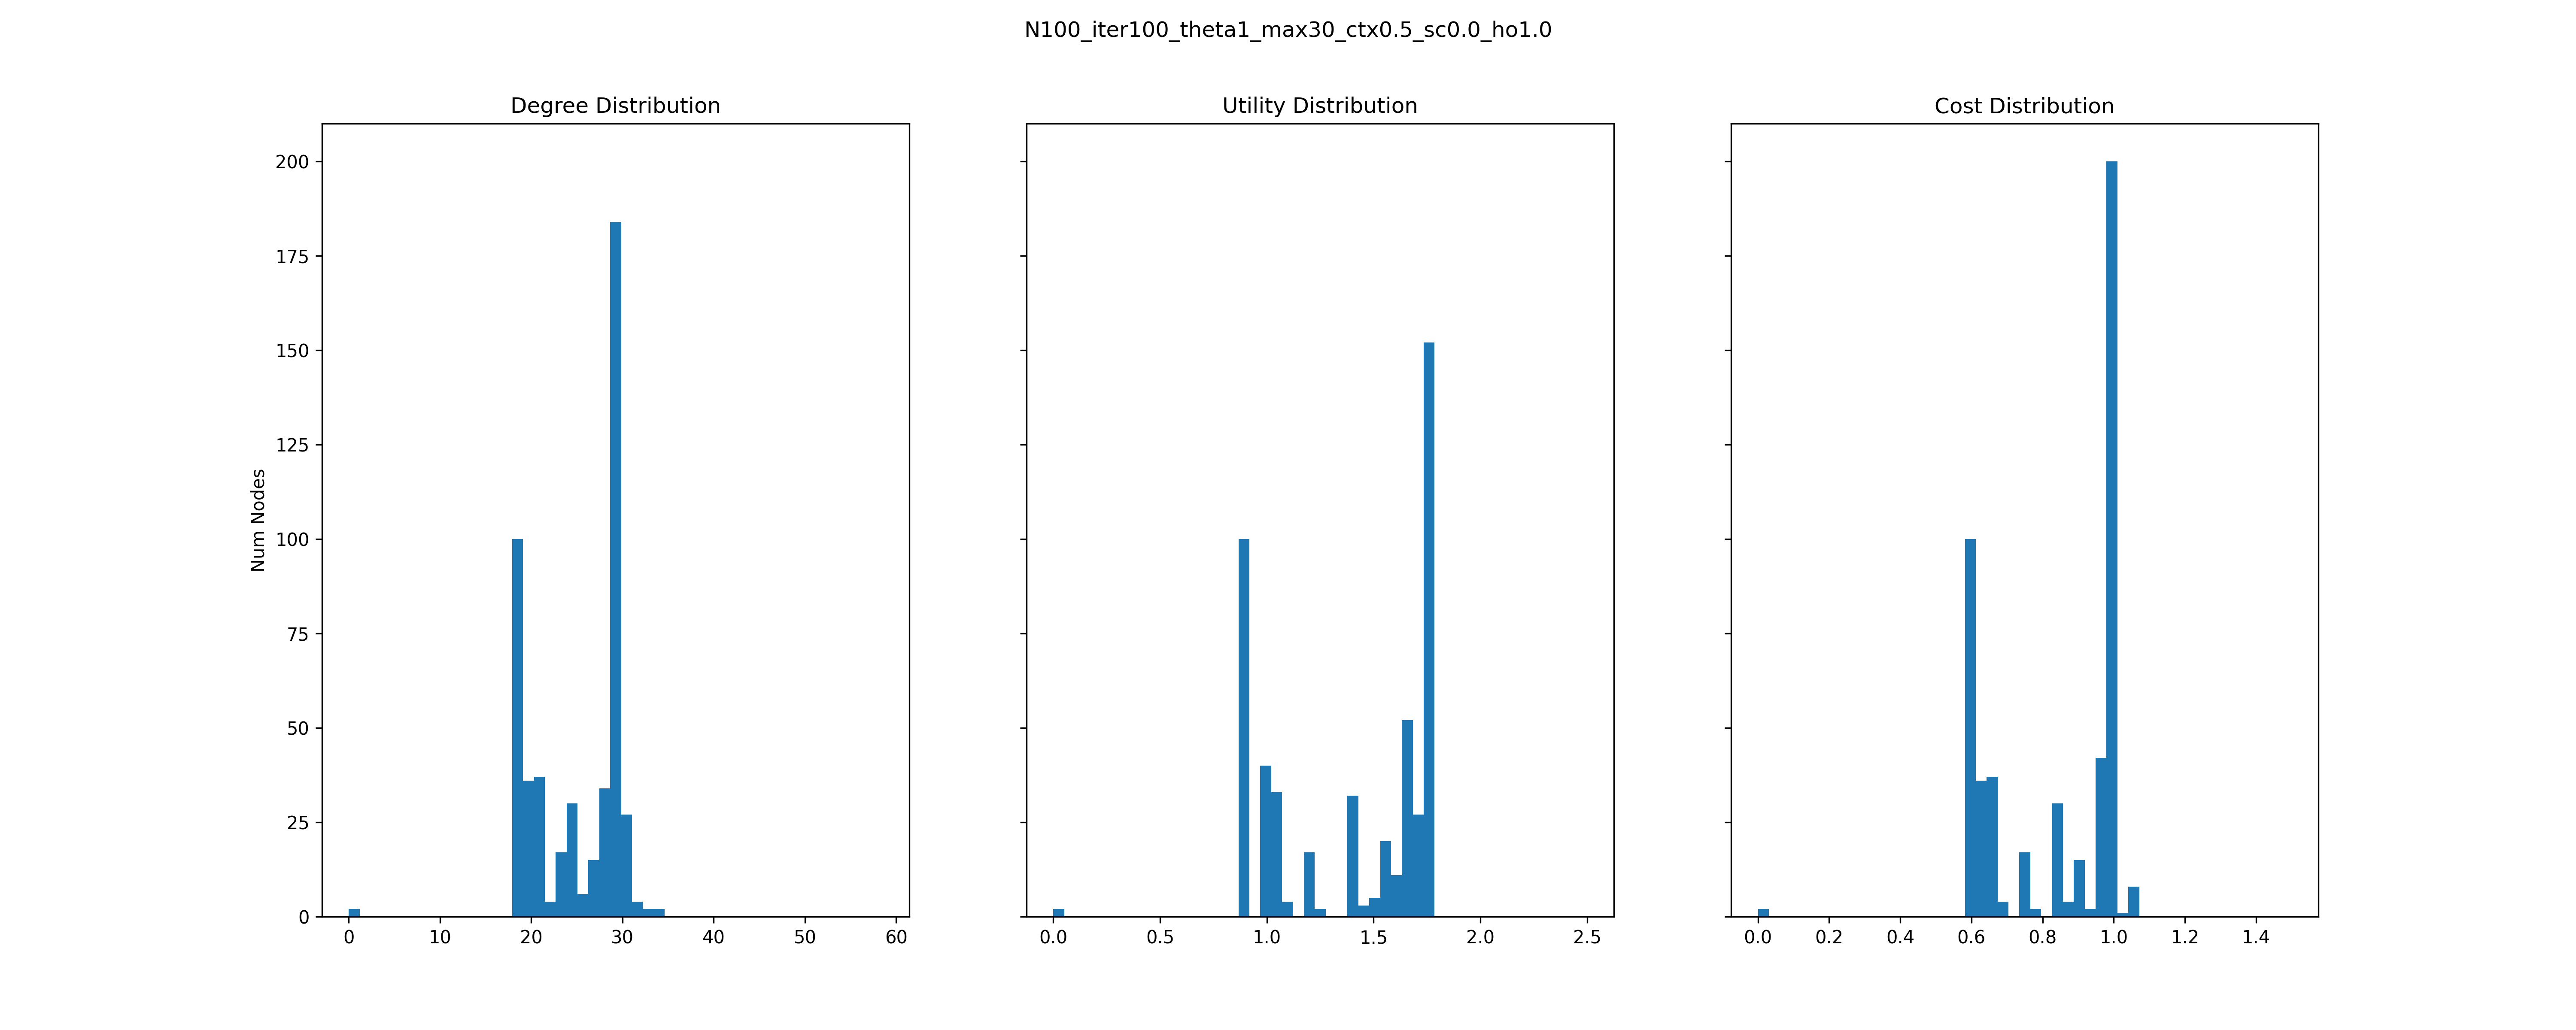 N100_iter100_theta1_max30_ctx0.5_sc0.0_ho1.0
Degree Distribution
Utility Distribution
Cost Distribution
Num Nodes
200
175
150
125
100
75
50
25
0
0 10 20 30 40 50 60
0.0 0.5 1.0 1.5 2.0 2.5
0.0 0.2 0.4 0.6 0.8 1.0 1.2 1.4